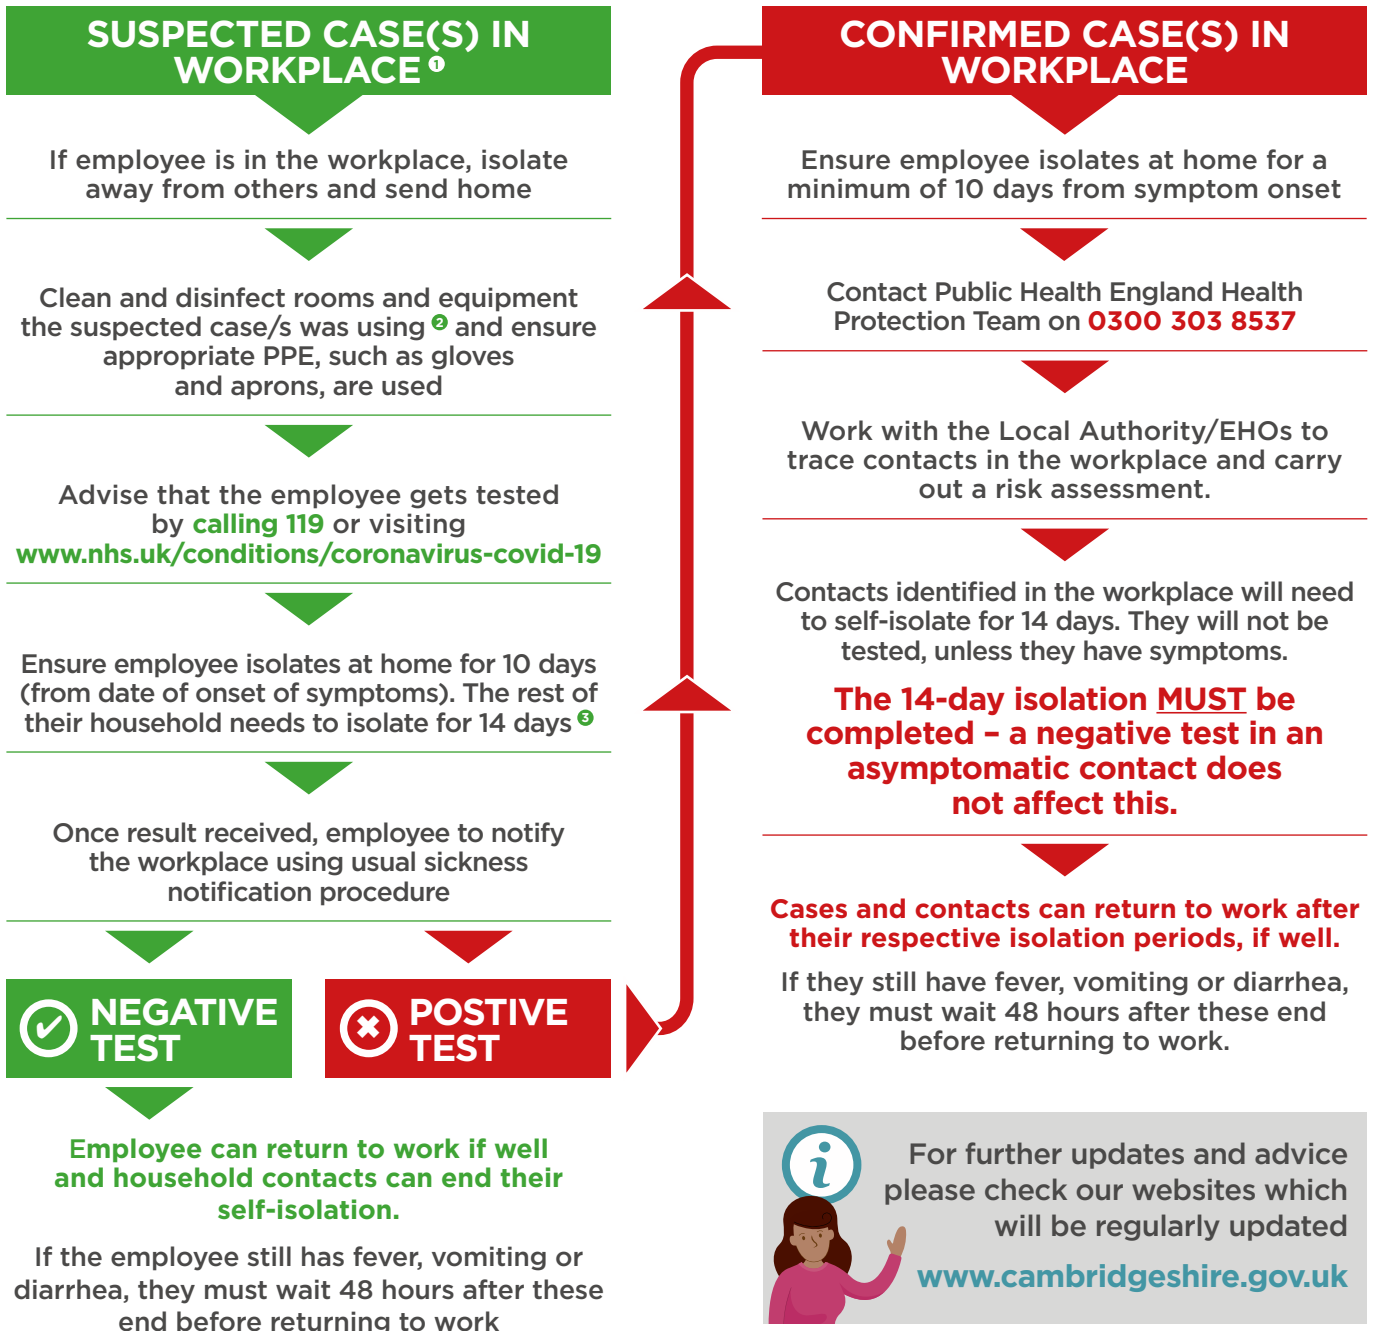 SUSPECTED CASE(S) IN
WORKPLACE 1
If employee is in the workplace, isolate
away from others and send home
Clean and disinfect rooms and equipment
the suspected case/s was using 2 and ensure
appropriate PPE, such as gloves
and aprons, are used
Advise that the employee gets tested
by calling 119 or visiting
www.nhs.uk/conditions/coronavirus-covid-19
Ensure employee isolates at home for 10 days
(from date of onset of symptoms). The rest of
their household needs to isolate for 14 days 3
Once result received, employee to notify
the workplace using usual sickness
notification procedure
NEGATIVE
TEST
POSTIVE
TEST
Employee can return to work if well
and household contacts can end their
self-isolation.
If the employee still has fever, vomiting or
diarrhea, they must wait 48 hours after these
end before returning to work
CONFIRMED CASE(S) IN
WORKPLACE
Ensure employee isolates at home for a
minimum of 10 days from symptom onset
Contact Public Health England Health
Protection Team on 0300 303 8537
Work with the Local Authority/EHOs to
trace contacts in the workplace and carry
out a risk assessment.
Contacts identified in the workplace will need
to self-isolate for 14 days. They will not be
tested, unless they have symptoms.
The 14-day isolation MUST be
completed – a negative test in an
asymptomatic contact does
not affect this.
Cases and contacts can return to work after
their respective isolation periods, if well.
If they still have fever, vomiting or diarrhea,
they must wait 48 hours after these end
before returning to work.
i
For further updates and advice
please check our websites which
will be regularly updated
www.cambridgeshire.gov.uk